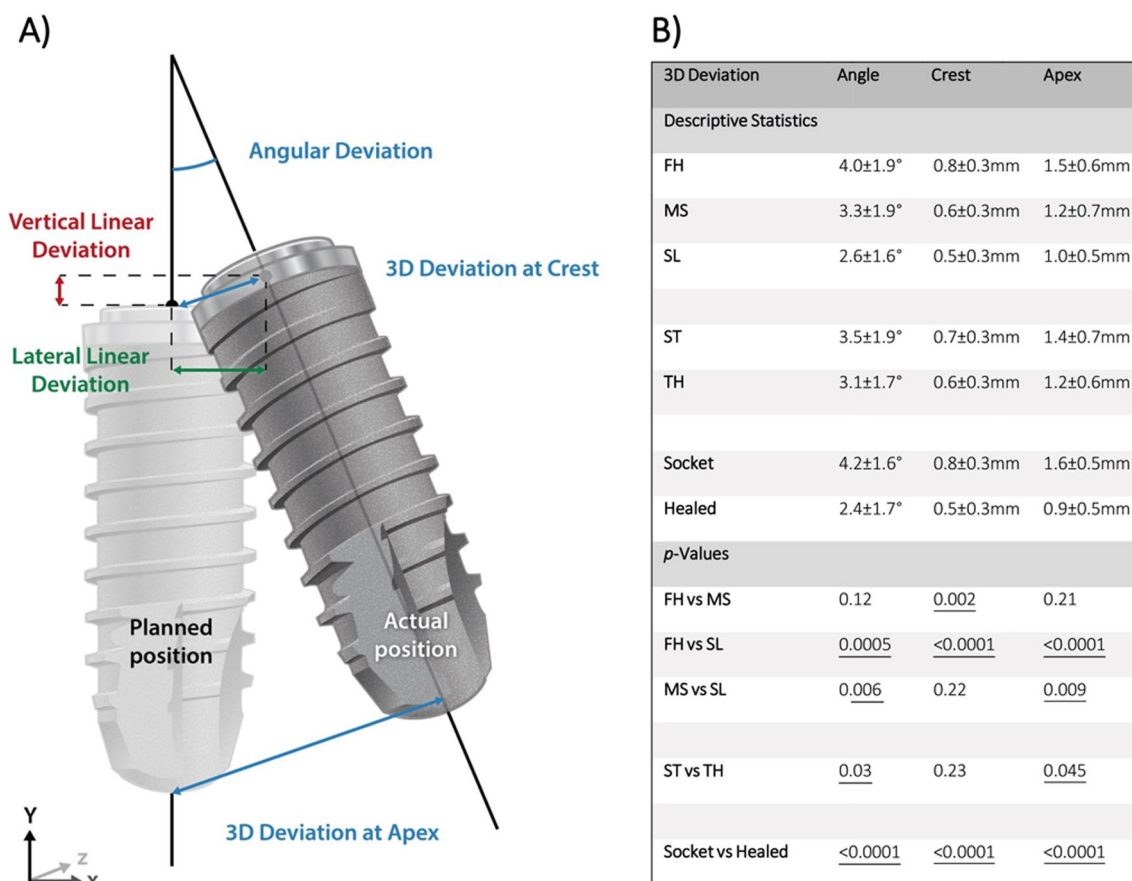 A)
Angular Deviation
Vertical Linear
Deviation
3D Deviation at Crest
Lateral Linear
Deviation
Planned
position
Actual
position
3D Deviation at Apex
Y
Z
X
B)
3D Deviation Angle Crest Apex
Descriptive Statistics
FH 4.0±1.9° 0.8±0.3mm 1.5±0.6mm
MS 3.3±1.9° 0.6±0.3mm 1.2±0.7mm
SL 2.6±1.6° 0.5±0.3mm 1.0±0.5mm
ST 3.5±1.9° 0.7±0.3mm 1.4±0.7mm
TH 3.1±1.7° 0.6±0.3mm 1.2±0.6mm
Socket 4.2±1.6° 0.8±0.3mm 1.6±0.5mm
Healed 2.4±1.7° 0.5±0.3mm 0.9±0.5mm
p-Values
FH vs MS 0.12 0.002 0.21
FH vs SL 0.0005 <0.0001 <0.0001
MS vs SL 0.006 0.22 0.009
ST vs TH 0.03 0.23 0.045
Socket vs Healed <0.0001 <0.0001 <0.0001